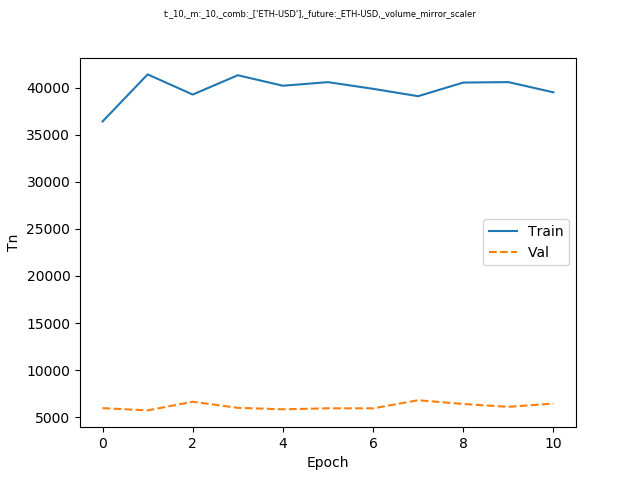 t:_10,_m:_10,_comb:_['ETH-USD'],_future:_ETH-USD,_volume_mirror_scaler
40000
35000
30000
25000
20000
15000
10000
5000
Tn
Train
Val
0 2 4 6 8 10
Epoch